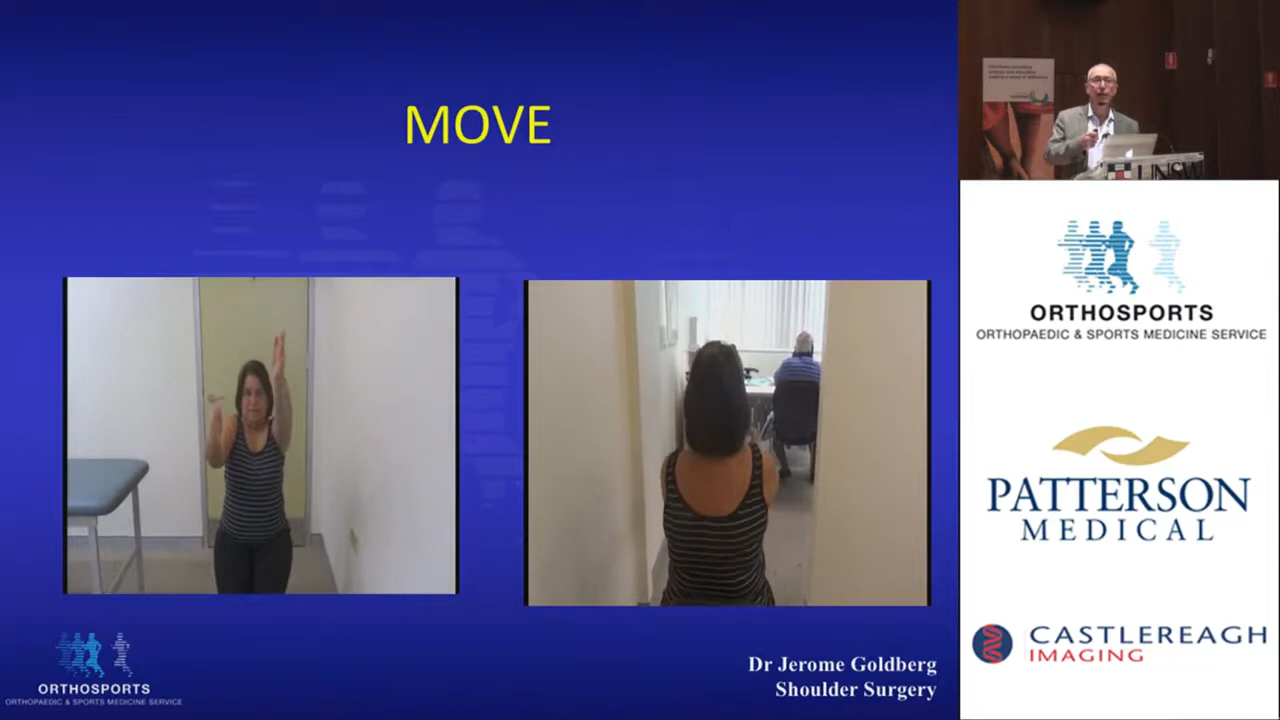 MOVE
ORTHOSPORTS
ORTHOPAEDIC & SPORTS MEDICINE SERVICE
Dr Jerome Goldberg
Shoulder Surgery
UNSW
ORTHOSPORTS
ORTHOPAEDIC & SPORTS MEDICINE SERVICE
PATTERSON
MEDICAL
CASTLEREAGH
IMAGING